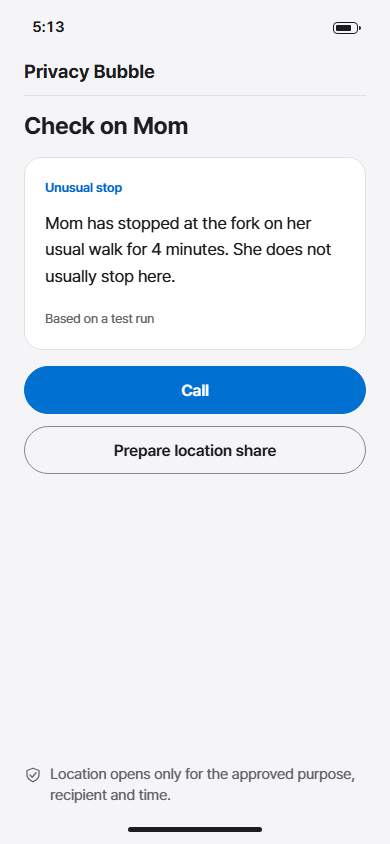 5:13
Privacy Bubble
Check on Mom
Unusual stop
Mom has stopped at the fork on her
usual walk for 4 minutes. She does not
usually stop here.
Based on a test run
Call
Prepare location share
Location opens only for the approved purpose,
recipient and time.